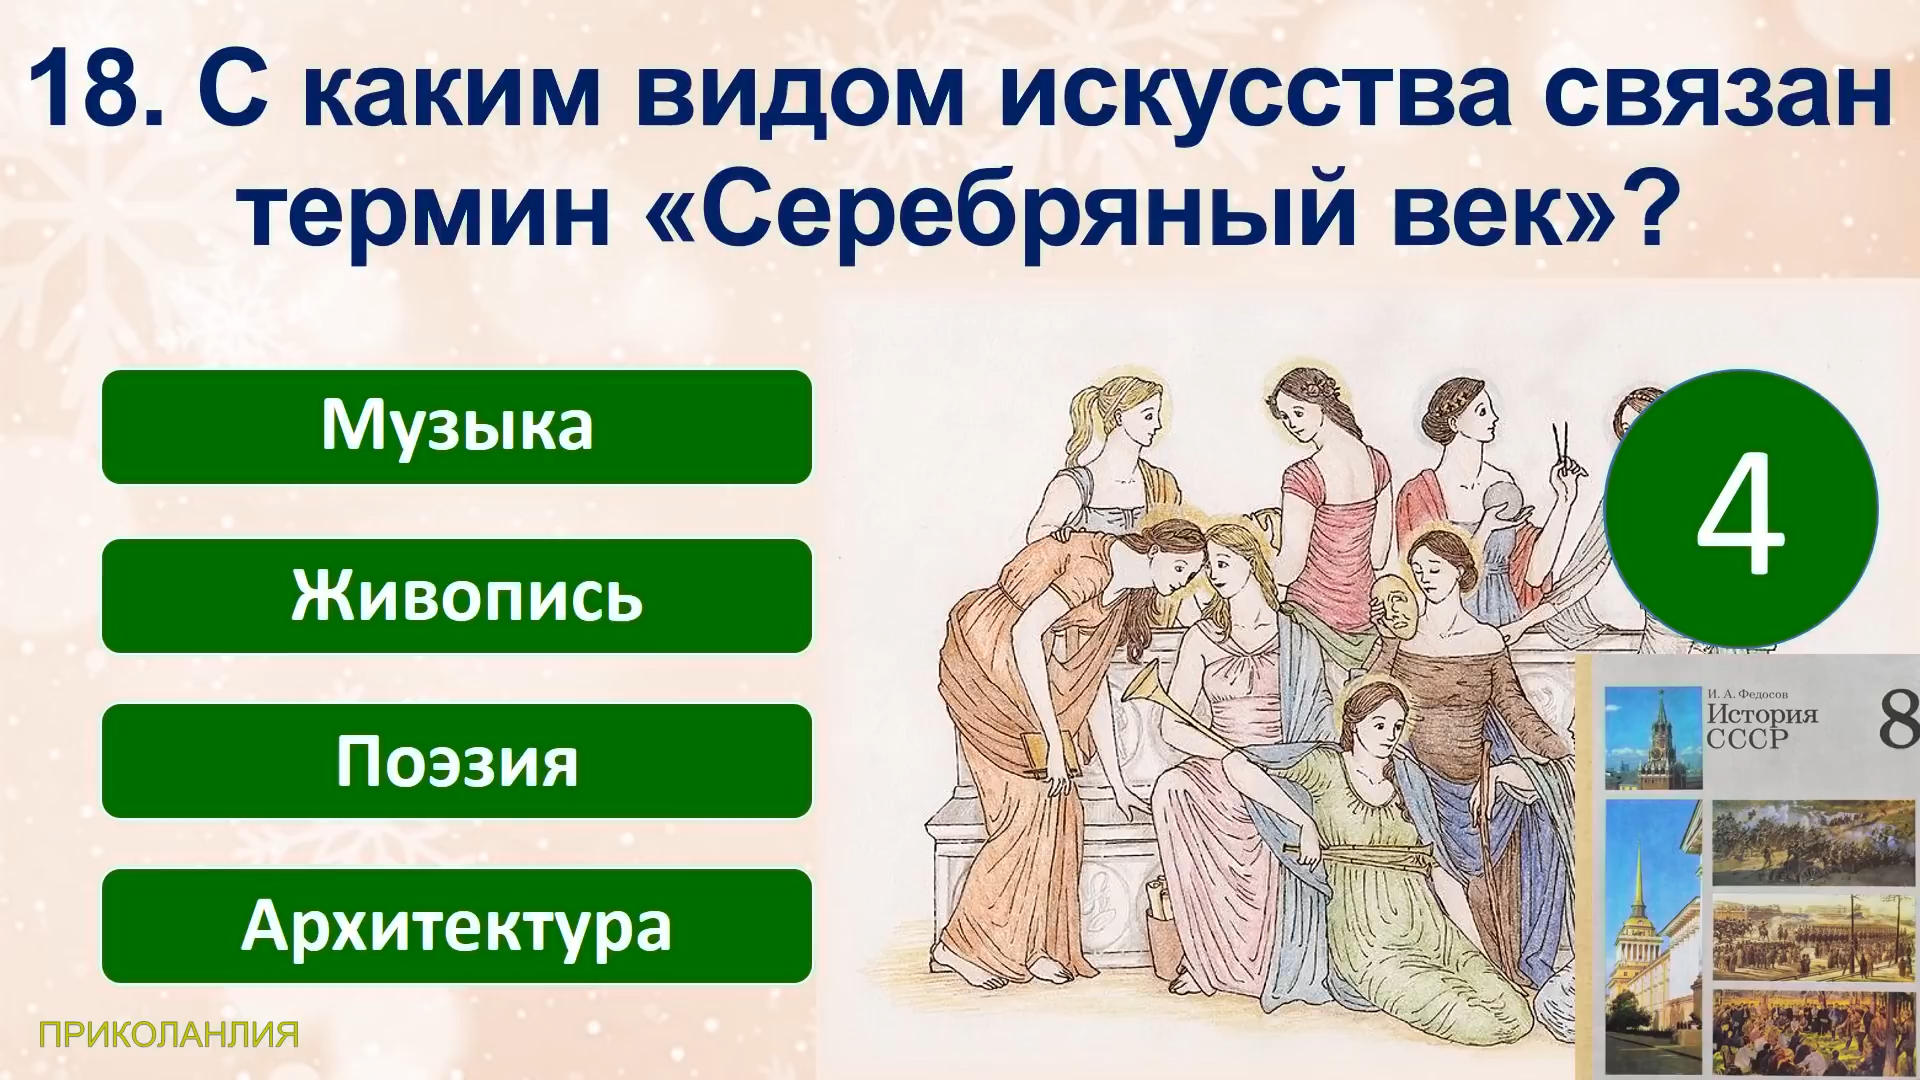 18. С каким видом искусства связан
термин «Серебряный век»?
Музыка
Живопись
Поэзия
Архитектура
4
И. А. Федосов
История
СССР
8
ПРИКОЛАНЛИЯ